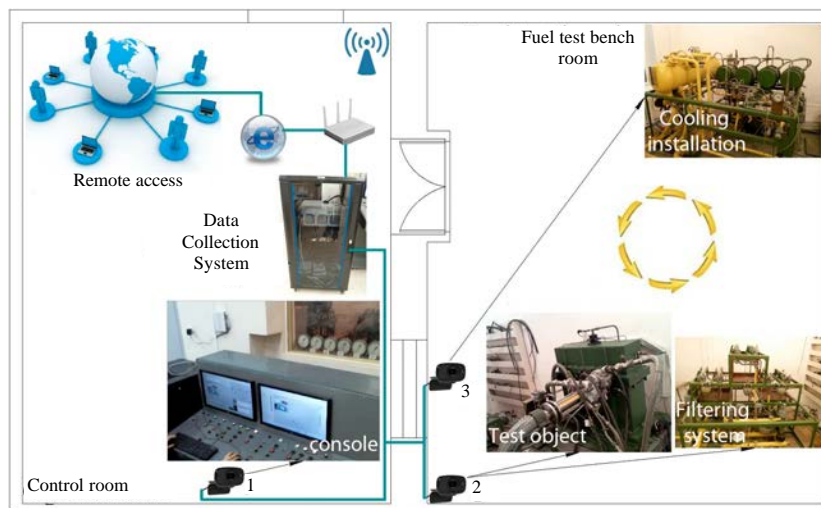 Fuel test bench
room
Cooling
installation
Remote access
Data
Collection
System
console
Test object
Filtering
system
3
1
2
Control room